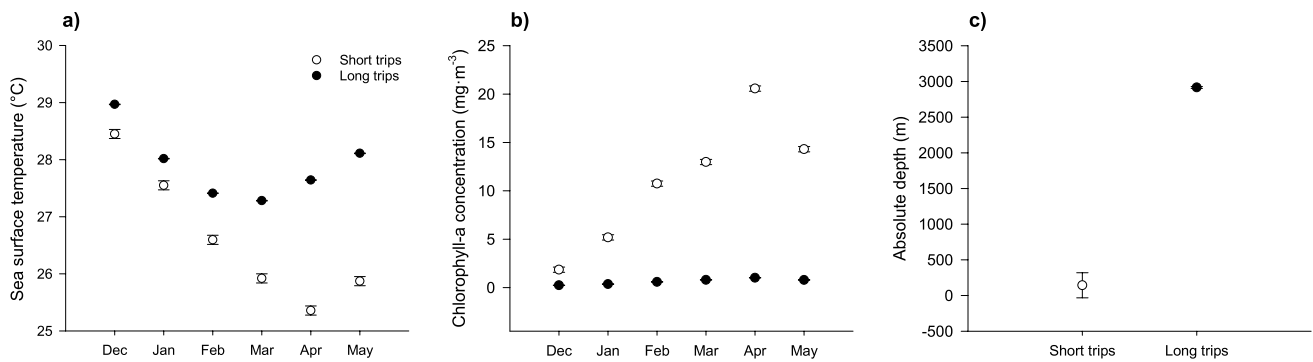 a)
Sea surface temperature (°C)
30
29
28
27
26
25
Short trips
Long trips
Dec Jan Feb Mar Apr May
b)
Chlorophyll-a concentration (mg·m-3)
25
20
15
10
5
0
Dec Jan Feb Mar Apr May
c)
Absolute depth (m)
3500
3000
2500
2000
1500
1000
500
0
-500
Short trips Long trips